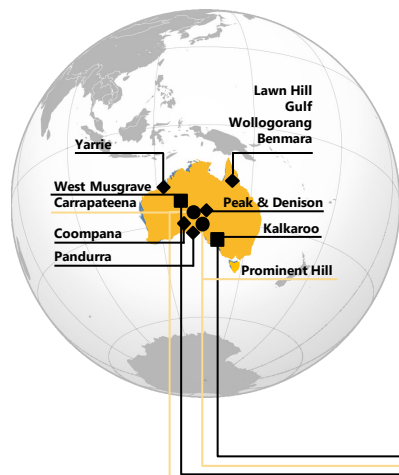 Lawn Hill
Gulf
Wollogorang
Benmara
Yarrie
West Musgrave
Carrapateena
Peak & Denison
Coompana
Kalkaroo
Pandurra
Prominent Hill